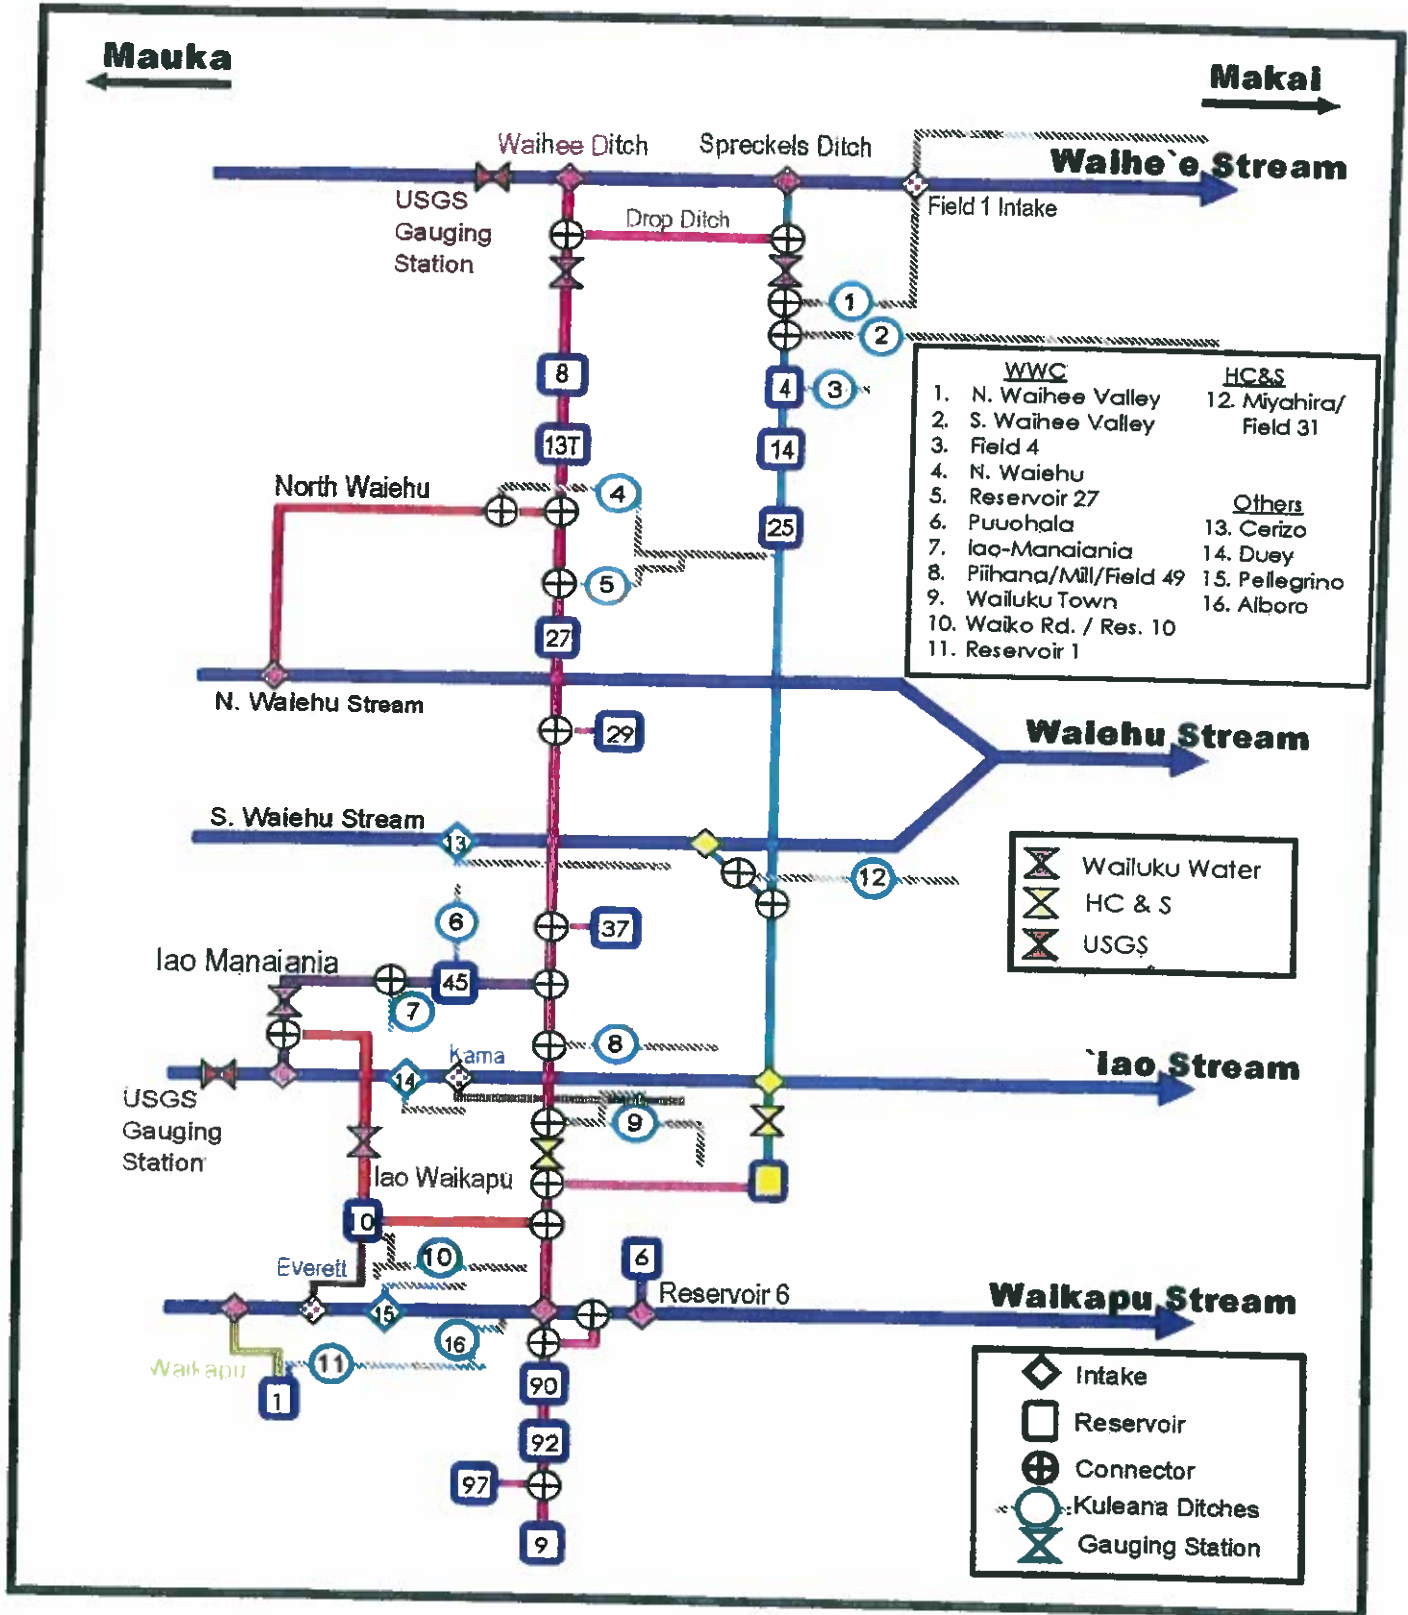 Mauka
Makai
Waihee Ditch
Spreckels Ditch
Waihe`e Stream
USGS
Gauging
Station
Drop Ditch
Field 1 Intake
1
2
8
4
3
WWC
1. N. Waihee Valley
2. S. Waihee Valley
3. Field 4
4. N. Waiehu
5. Reservoir 27
6. Puuohala
7. Iao-Manaiania
8. Piihana/Mill/Field 49
9. Wailuku Town
10. Waiko Rd. / Res. 10
11. Reservoir 1
HC&S
12. Miyahira/
Field 31
Others
13. Cerizo
14. Duey
15. Pellegrino
16. Alboro
13T
14
North Waiehu
4
25
5
27
N. Waiehu Stream
29
Waiehu Stream
S. Waiehu Stream
13
12
Wailuku Water
HC & S
USGS
6
37
Iao Manaiania
45
7
8
Kama
14
`Iao Stream
USGS
Gauging
Station
9
Iao Waikapu
10
10
6
Everett
Reservoir 6
15
Waikapu Stream
16
Waikapu
11
1
90
92
97
9
Intake
Reservoir
Connector
Kuleana Ditches
Gauging Station